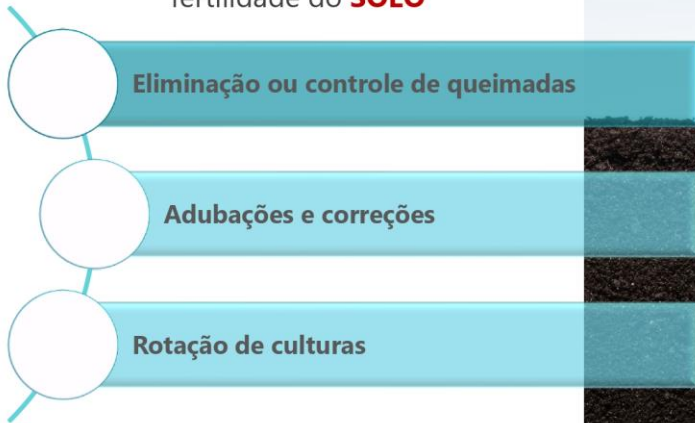 fertilidade do SOLO
Eliminação ou controle de queimadas
Adubações e correções
Rotação de culturas